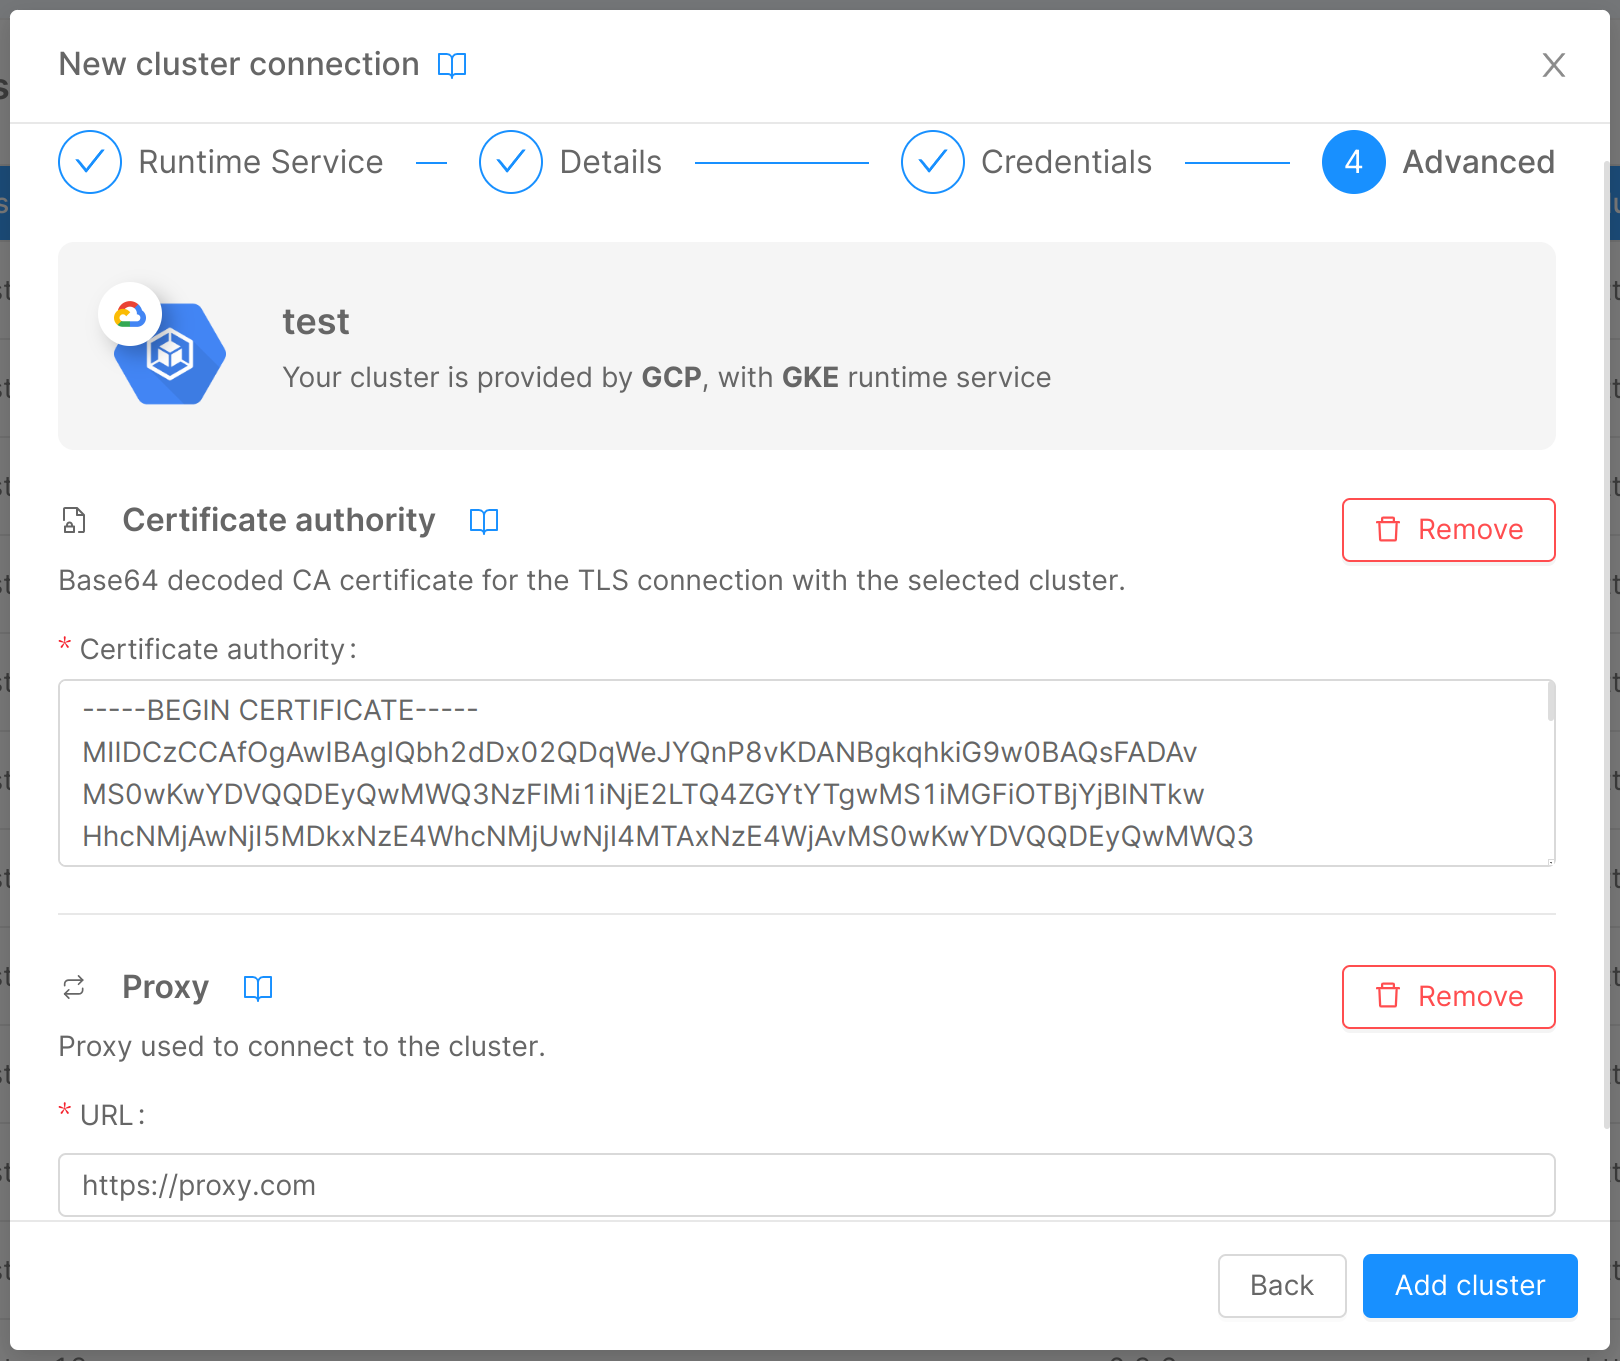 New cluster connection
Runtime Service
Details
Credentials
4 Advanced
test
Your cluster is provided by GCP, with GKE runtime service
Certificate authority
Remove
Base64 decoded CA certificate for the TLS connection with the selected cluster.
* Certificate authority:
-----BEGIN CERTIFICATE-----
MIIDCzCCAfOgAwIBAgIQbh2dDx02QDqWeJYQnP8vKDANBgkqhkiG9w0BAQsFADAv
MS0wKwYDVQQDEyQwMWQ3NzFlMi1iNjE2LTQ4ZGYtYTgwMS1iMGFiOTBjYjBlNTkw
HhcNMjAwNjI5MDkxNzE4WhcNMjUwNjI4MTAxNzE4WjAvMS0wKwYDVQQDEyQwMWQ3
Proxy
Remove
Proxy used to connect to the cluster.
* URL:
https://proxy.com
Back
Add cluster